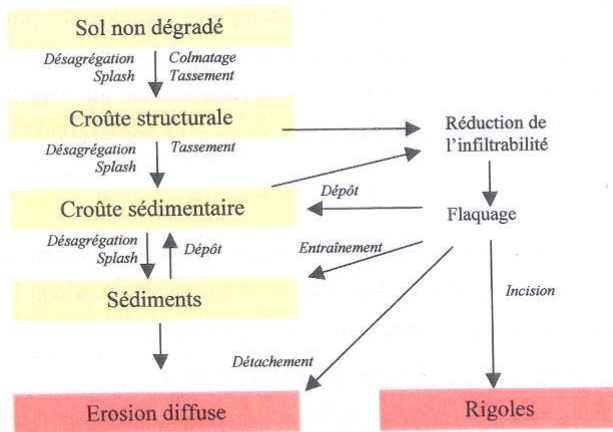 Sol non dégradé
Désagrégation Colmatage
Splash Tassement
Croûte structurale
Réduction de
l'infiltrabilité
Désagrégation Tassement
Splash
Dépôt
Croûte sédimentaire
Flaquage
Désagrégation
Splash
Dépôt
Entraînement
Sédiments
Incision
Détachement
Erosion diffuse
Rigoles